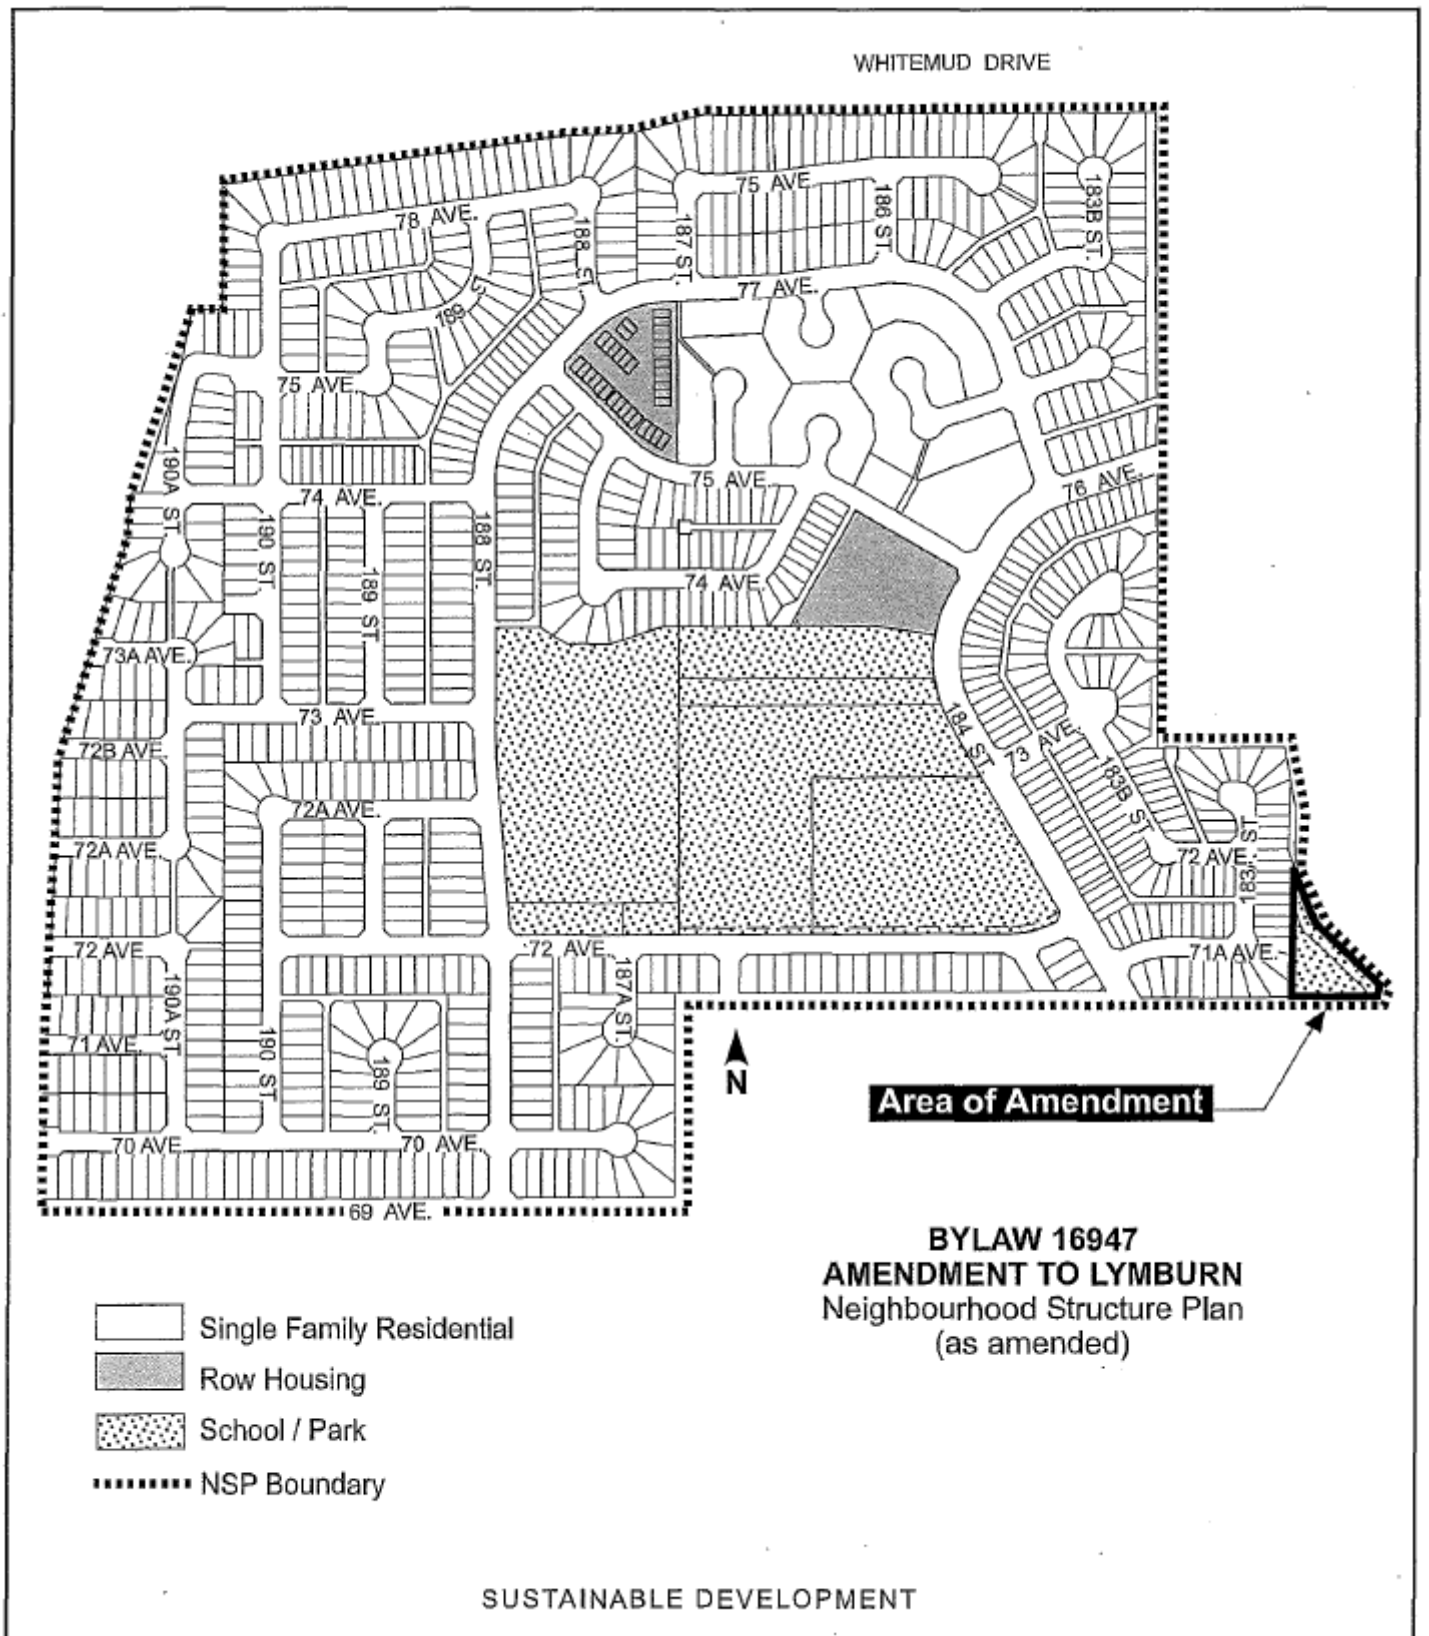 WHITEMUD DRIVE
75 AVE
183B ST.
186 ST.
78 AVE.
188 ST.
187 ST.
77 AVE.
189
75 AVE.
190A ST.
75 AVE.
76 AVE.
74 AVE.
190 ST.
188 ST.
189 ST
74 AVE.
73A AVE.
73 AVE.
184 ST
73 AVE.
72B AVE.
183B ST
72A AVE.
72A AVE.
72 AVE.
183 ST
72 AVE.
72 AVE.
71A AVE.
190A ST.
187A ST.
71 AVE.
190 ST
189 ST.
N
Area of Amendment
70 AVE.
70 AVE.
69 AVE.
BYLAW 16947
AMENDMENT TO LYMBURN
Neighbourhood Structure Plan
(as amended)
Single Family Residential
Row Housing
School / Park
NSP Boundary
SUSTAINABLE DEVELOPMENT